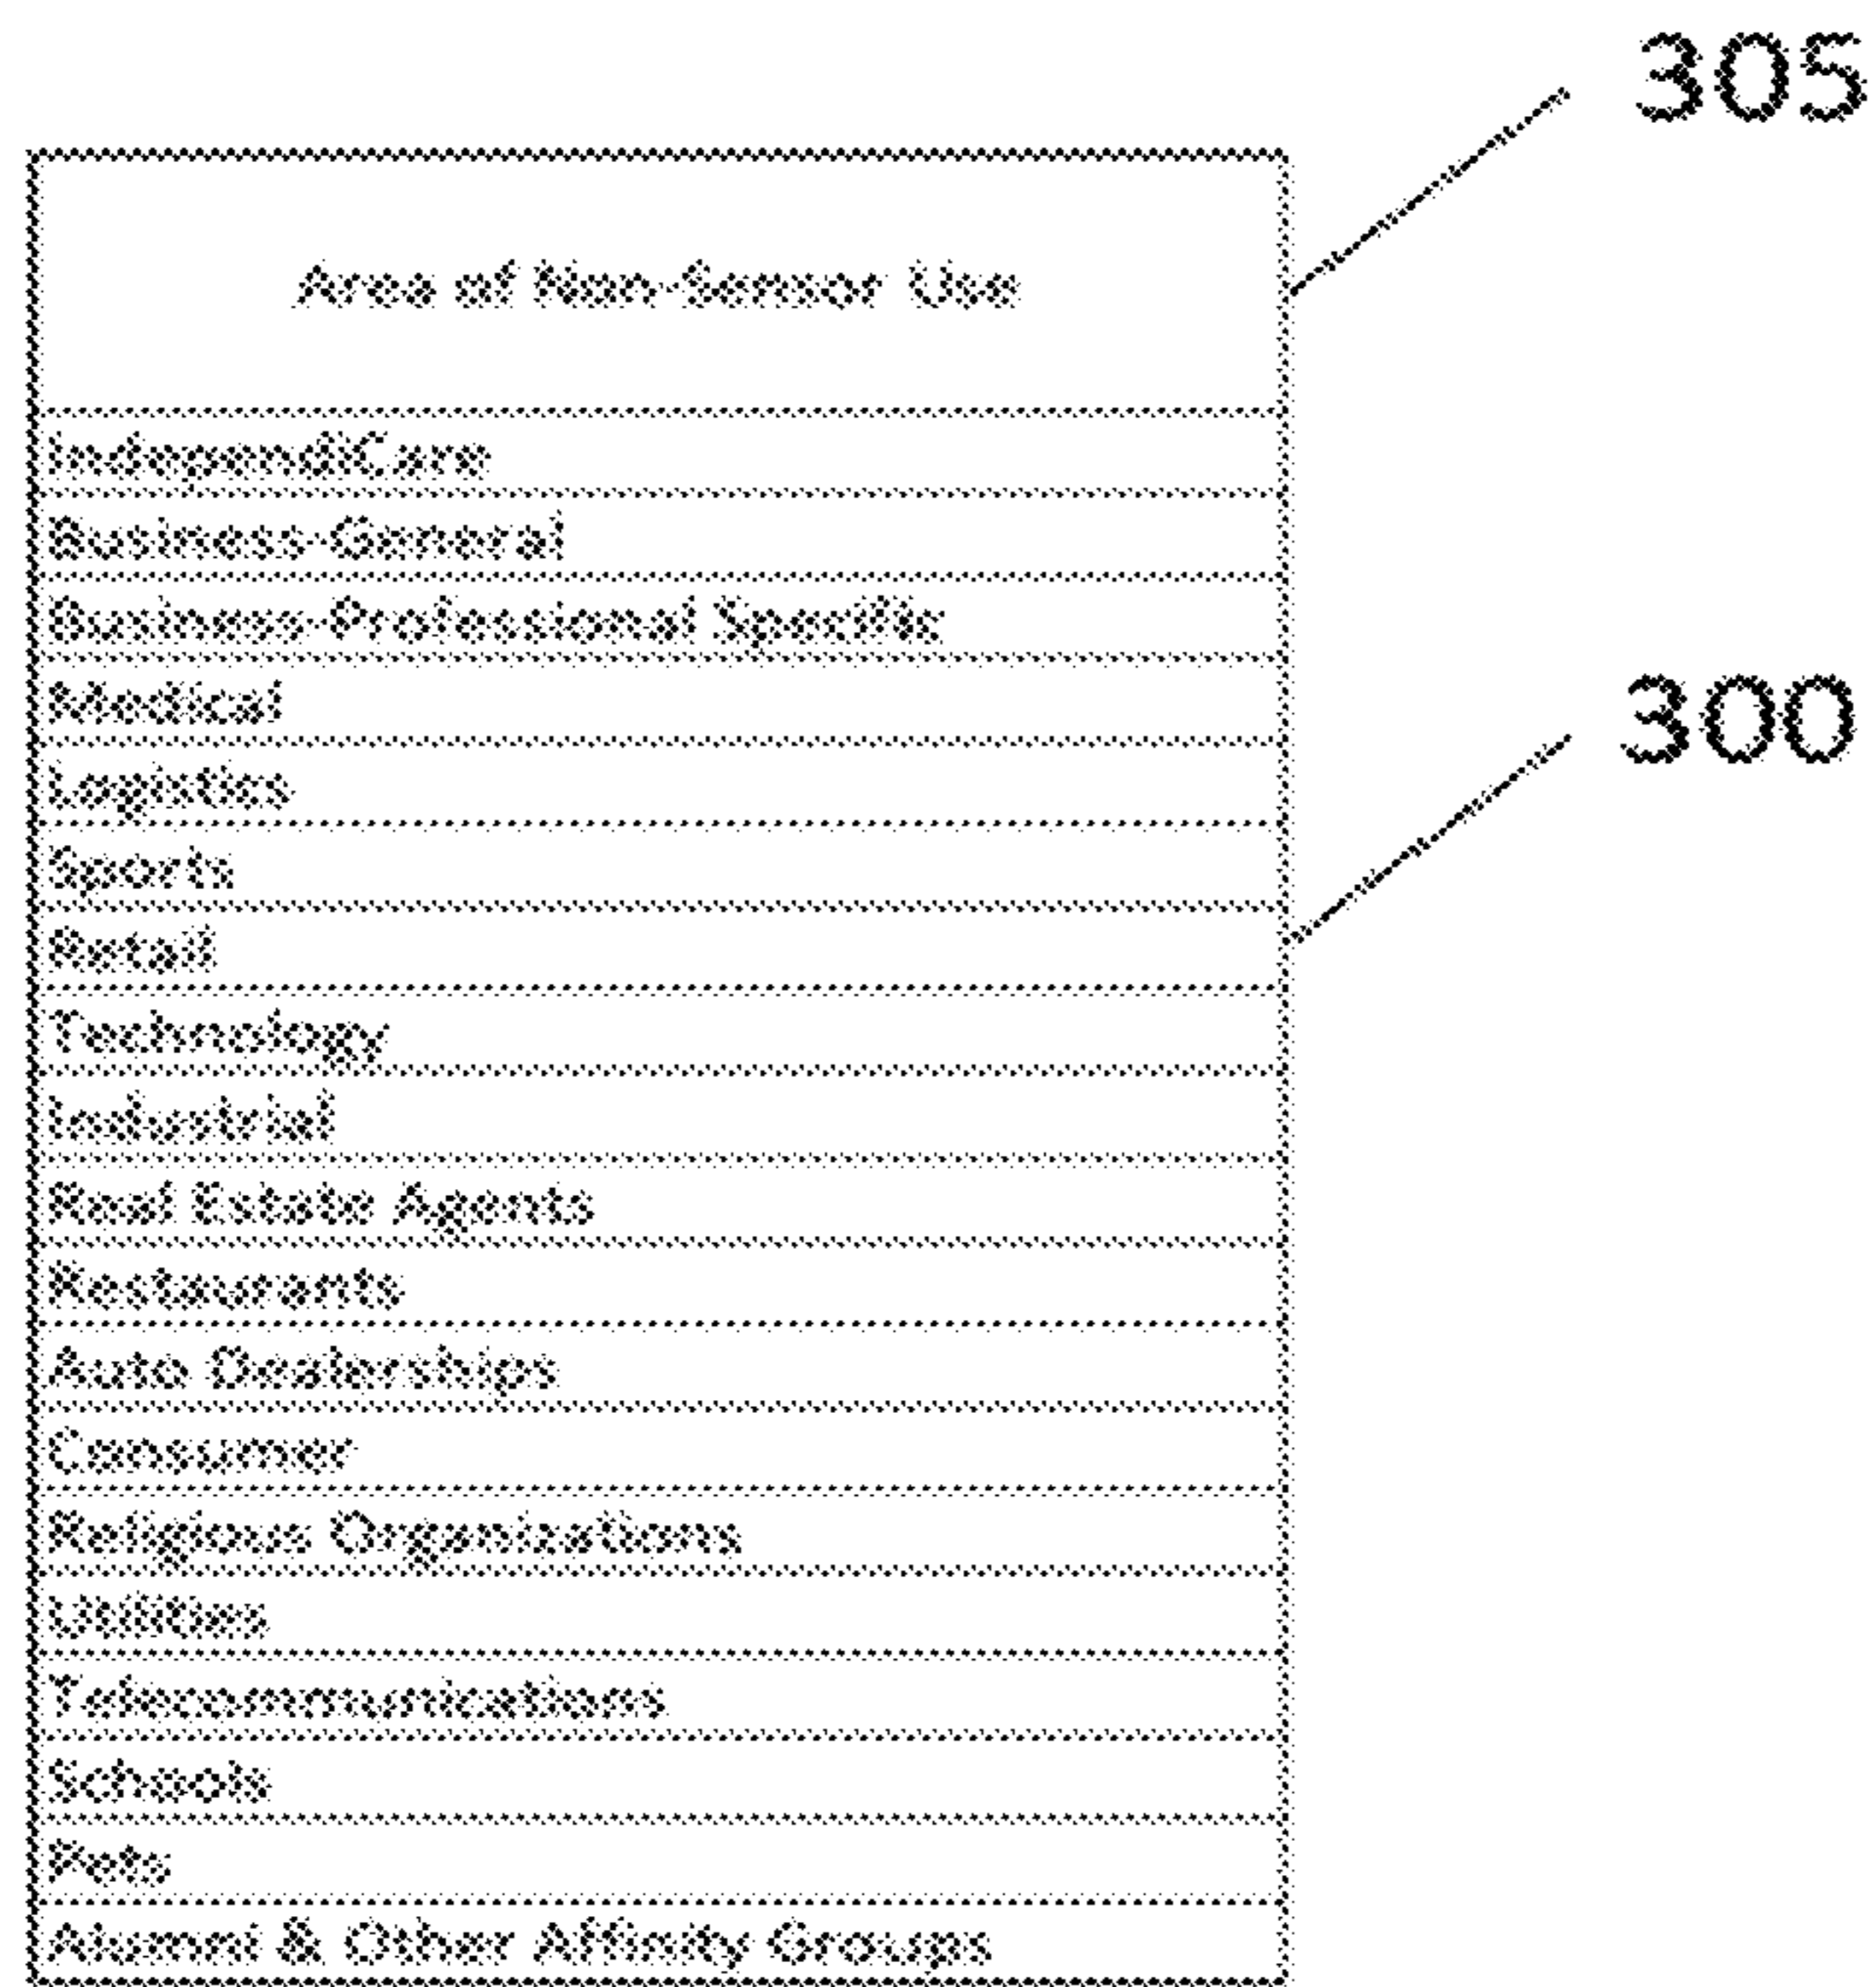 305
Area of Non-Sensor Use
IndependiCare
Business-General
Business-Professional Specific
Medical
300
Logistics
Sports
Retail
Technology
Industrial
Real Estate Agents
Restaurants
Auto Dealerships
Consumer
Religious Organizations
Utilities
Telecommunications
Schools
Pets
Alumni & Other Affinity Groups